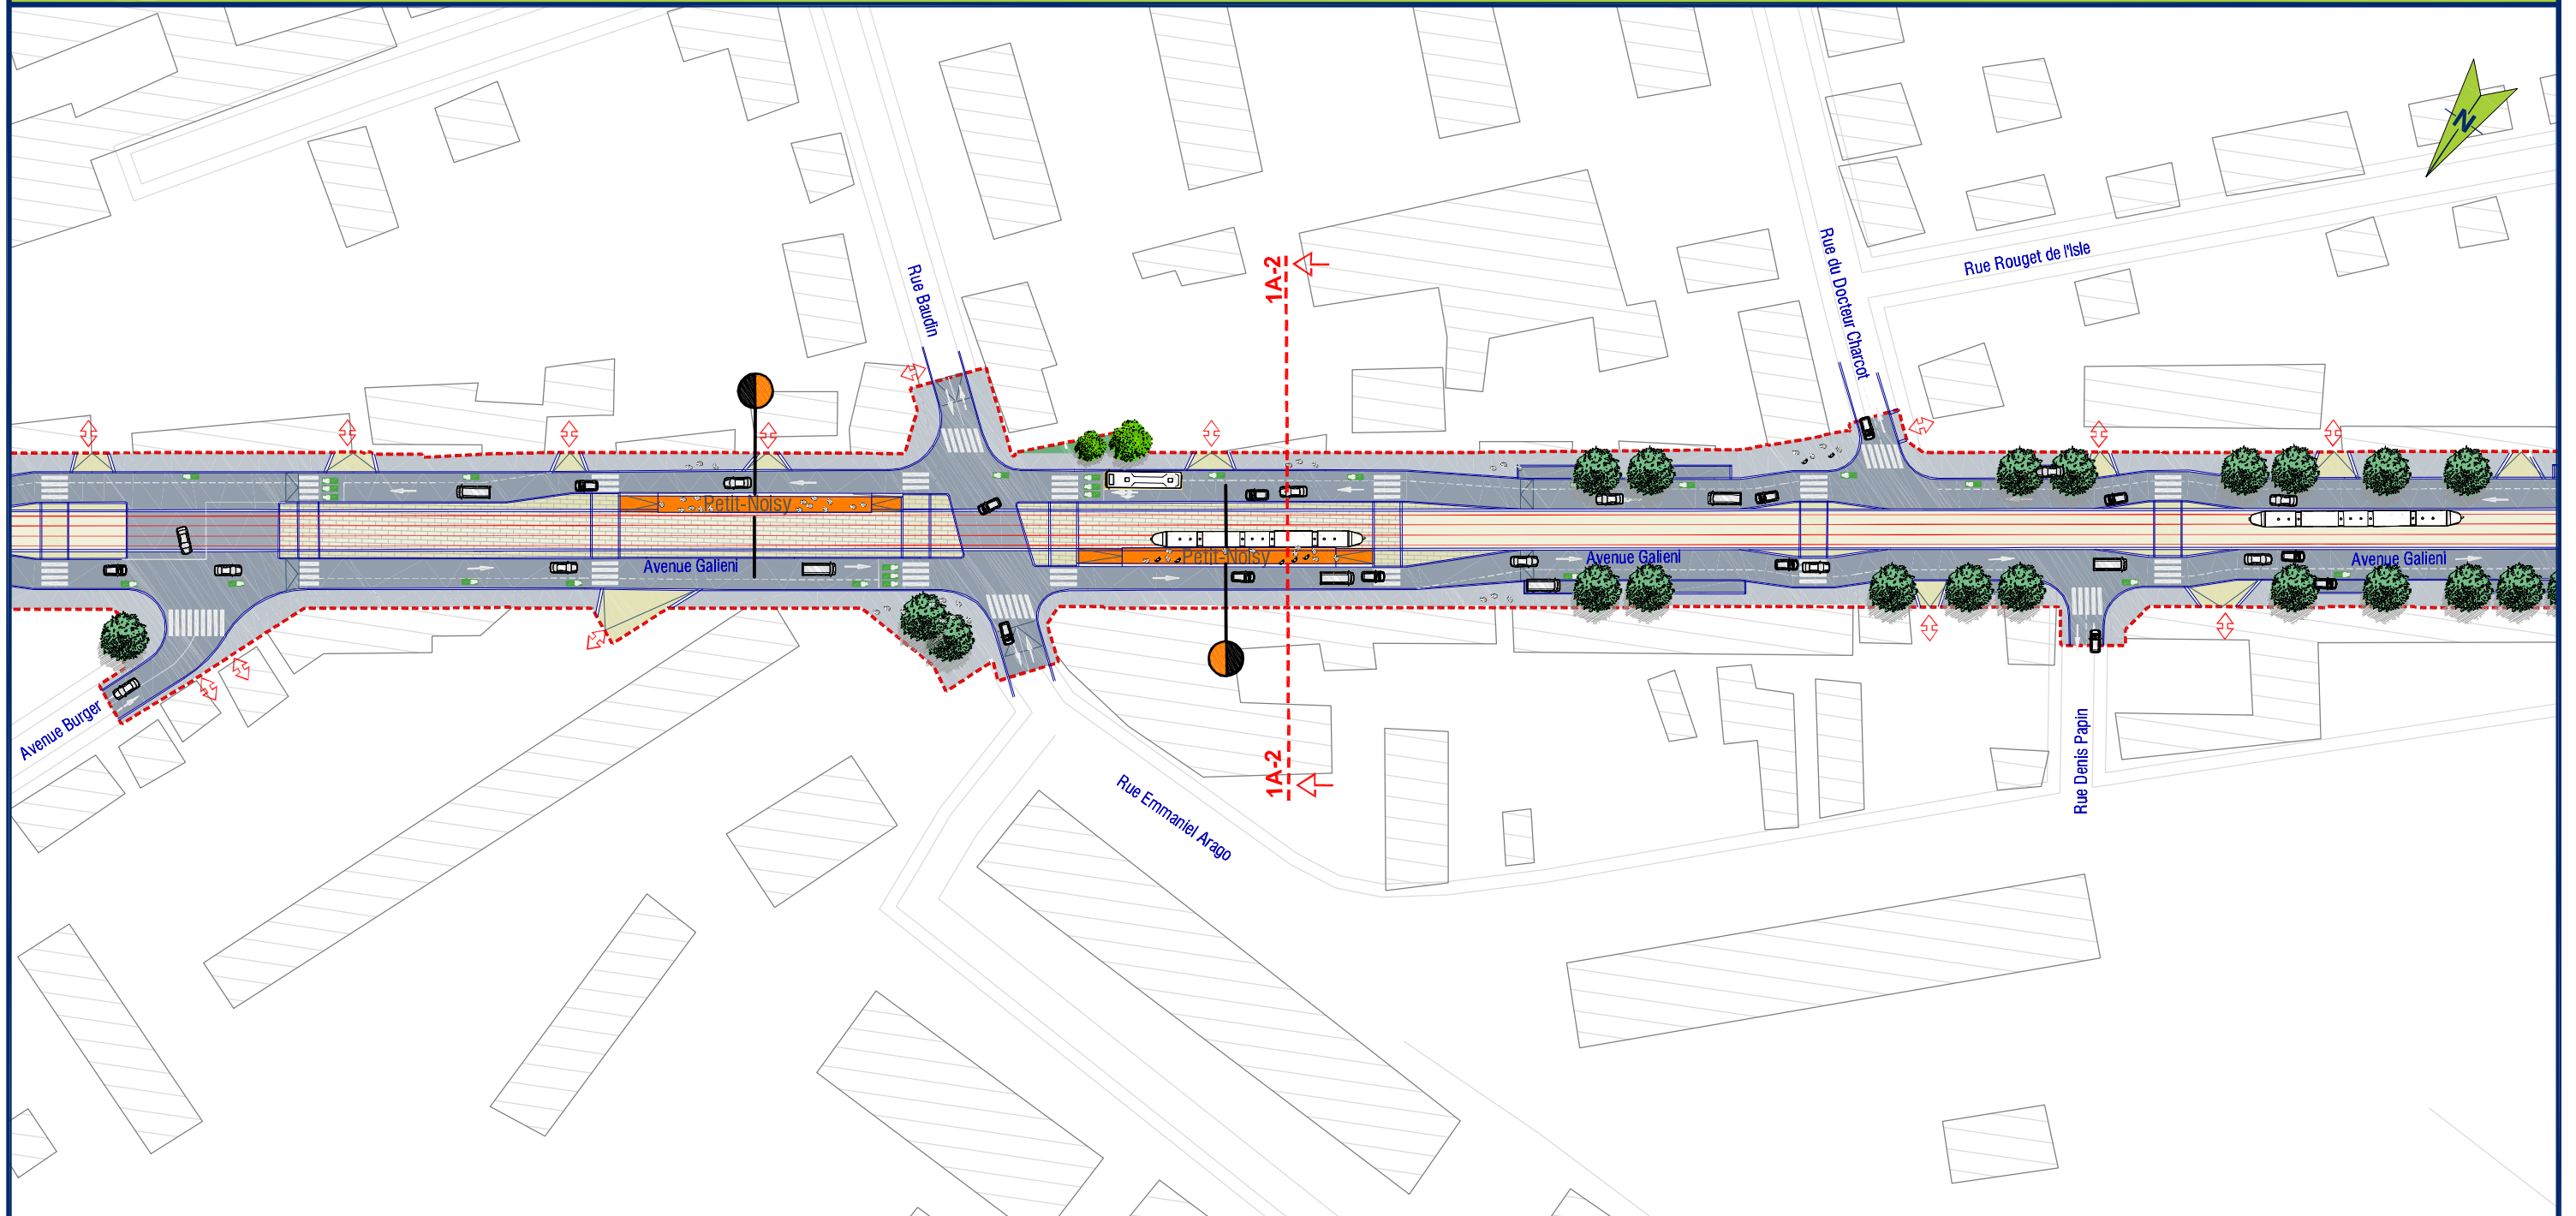 N
Rue Baudin
1A-2
Rue du Docteur Charcot
Rue Rouget de l'Isle
Petit-Noisy
Petit-Noisy
Avenue Galieni
Avenue Galieni
Avenue Galieni
Avenue Burger
Rue Emmaniel Arago
1A-2
Rue Denis Papin